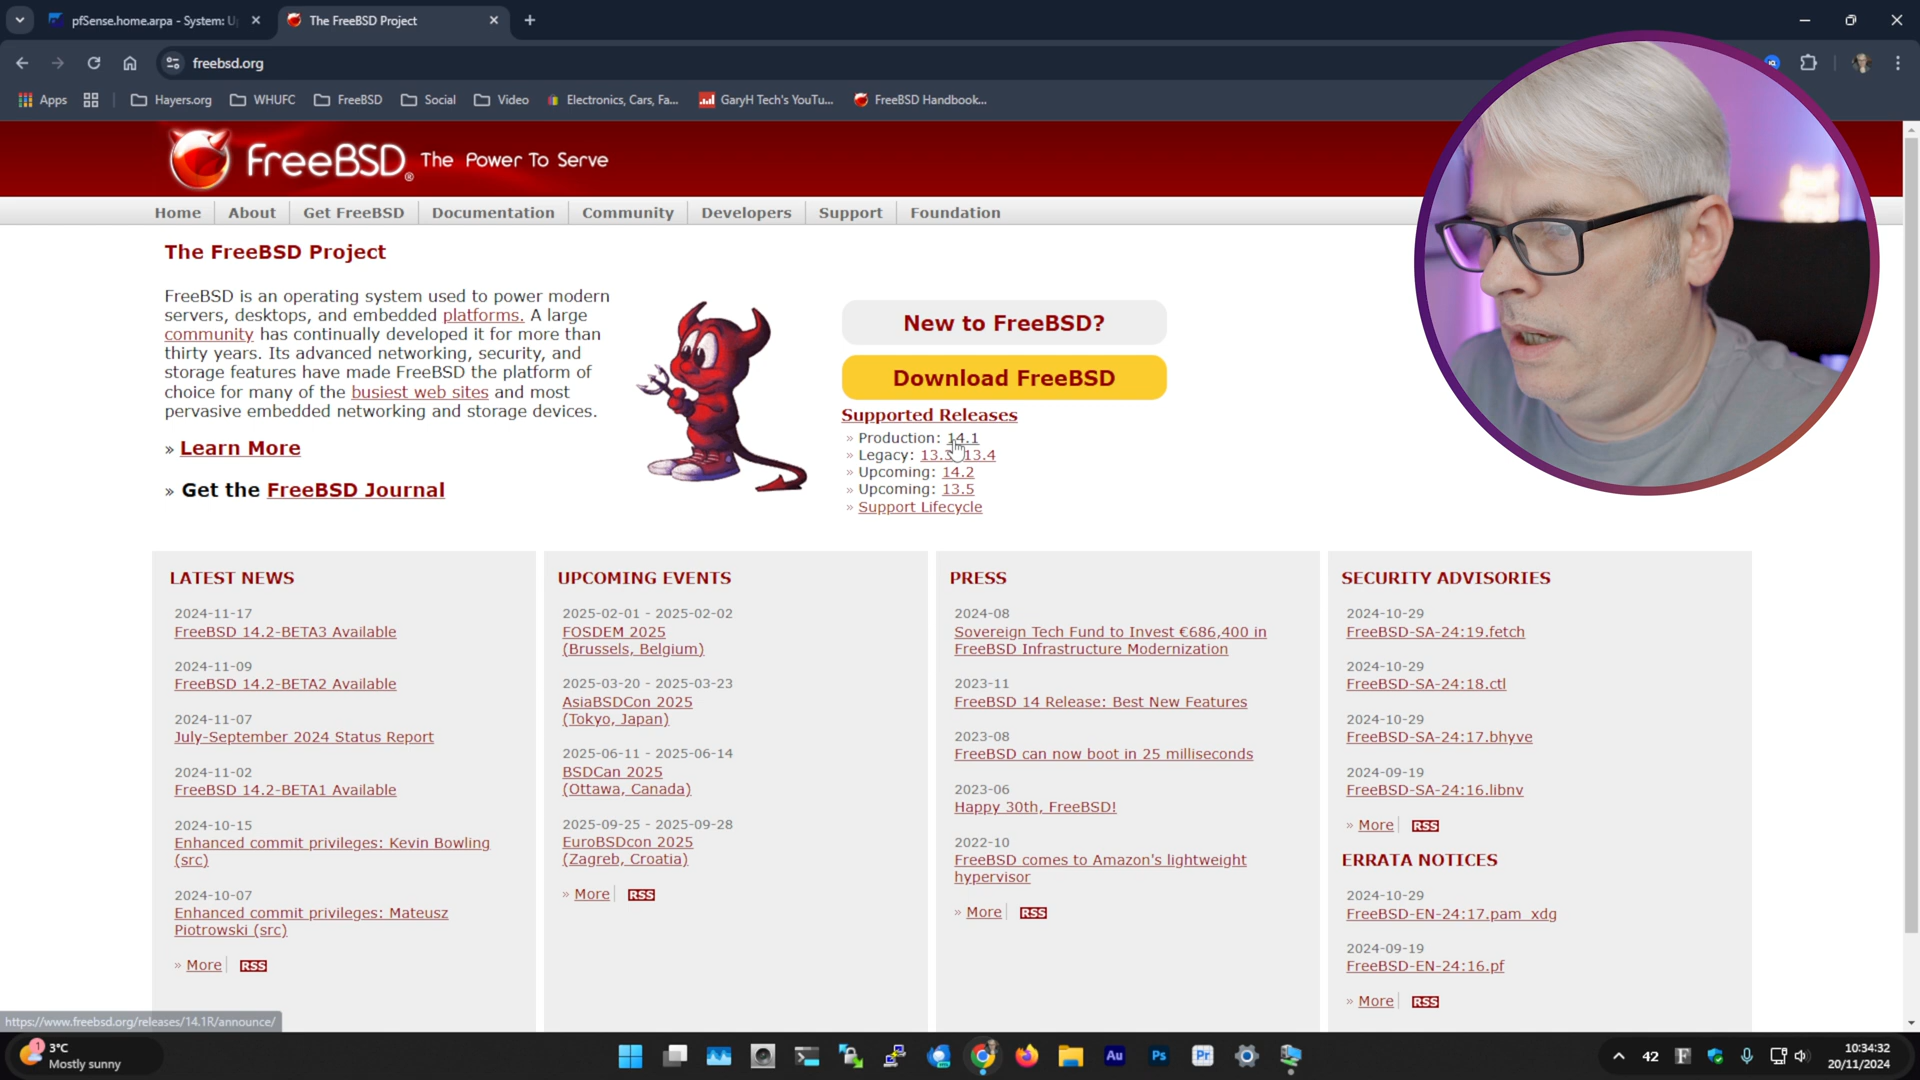 pfSense.home.arpa - System: U
The FreeBSD Project
freebsd.org
Apps
Hayers.org
WHUFC
FreeBSD
Social
Video
Electronics, Cars, Fa...
GaryH Tech's YouTu...
FreeBSD Handbook...
FreeBSD® The Power To Serve
Home
About
Get FreeBSD
Documentation
Community
Developers
Support
Foundation
The FreeBSD Project
FreeBSD is an operating system used to power modern
servers, desktops, and embedded platforms. A large
community has continually developed it for more than
thirty years. Its advanced networking, security, and
storage features have made FreeBSD the platform of
choice for many of the busiest web sites and most
pervasive embedded networking and storage devices.
» Learn More
» Get the FreeBSD Journal
New to FreeBSD?
Download FreeBSD
Supported Releases
» Production: 14.1
» Legacy: 13.3, 13.4
» Upcoming: 14.2
» Upcoming: 13.5
» Support Lifecycle
LATEST NEWS
2024-11-17
FreeBSD 14.2-BETA3 Available
2024-11-09
FreeBSD 14.2-BETA2 Available
2024-11-07
July-September 2024 Status Report
2024-11-02
FreeBSD 14.2-BETA1 Available
2024-10-15
Enhanced commit privileges: Kevin Bowling
(src)
2024-10-07
Enhanced commit privileges: Mateusz
Piotrowski (src)
» More RSS
UPCOMING EVENTS
2025-02-01 - 2025-02-02
FOSDEM 2025
(Brussels, Belgium)
2025-03-20 - 2025-03-23
AsiaBSDCon 2025
(Tokyo, Japan)
2025-06-11 - 2025-06-14
BSDCan 2025
(Ottawa, Canada)
2025-09-25 - 2025-09-28
EuroBSDcon 2025
(Zagreb, Croatia)
» More RSS
PRESS
2024-08
Sovereign Tech Fund to Invest €686,400 in
FreeBSD Infrastructure Modernization
2023-11
FreeBSD 14 Release: Best New Features
2023-08
FreeBSD can now boot in 25 milliseconds
2023-06
Happy 30th, FreeBSD!
2022-10
FreeBSD comes to Amazon's lightweight
hypervisor
» More RSS
SECURITY ADVISORIES
2024-10-29
FreeBSD-SA-24:19.fetch
2024-10-29
FreeBSD-SA-24:18.ctl
2024-10-29
FreeBSD-SA-24:17.bhyve
2024-09-19
FreeBSD-SA-24:16.libnv
» More RSS
ERRATA NOTICES
2024-10-29
FreeBSD-EN-24:17.pam_xdg
2024-09-19
FreeBSD-EN-24:16.pf
» More RSS
https://www.freebsd.org/releases/14.1R/announce/
1
3°C
Mostly sunny
Au
Ps
Pr
42
F
10:34:32
20/11/2024